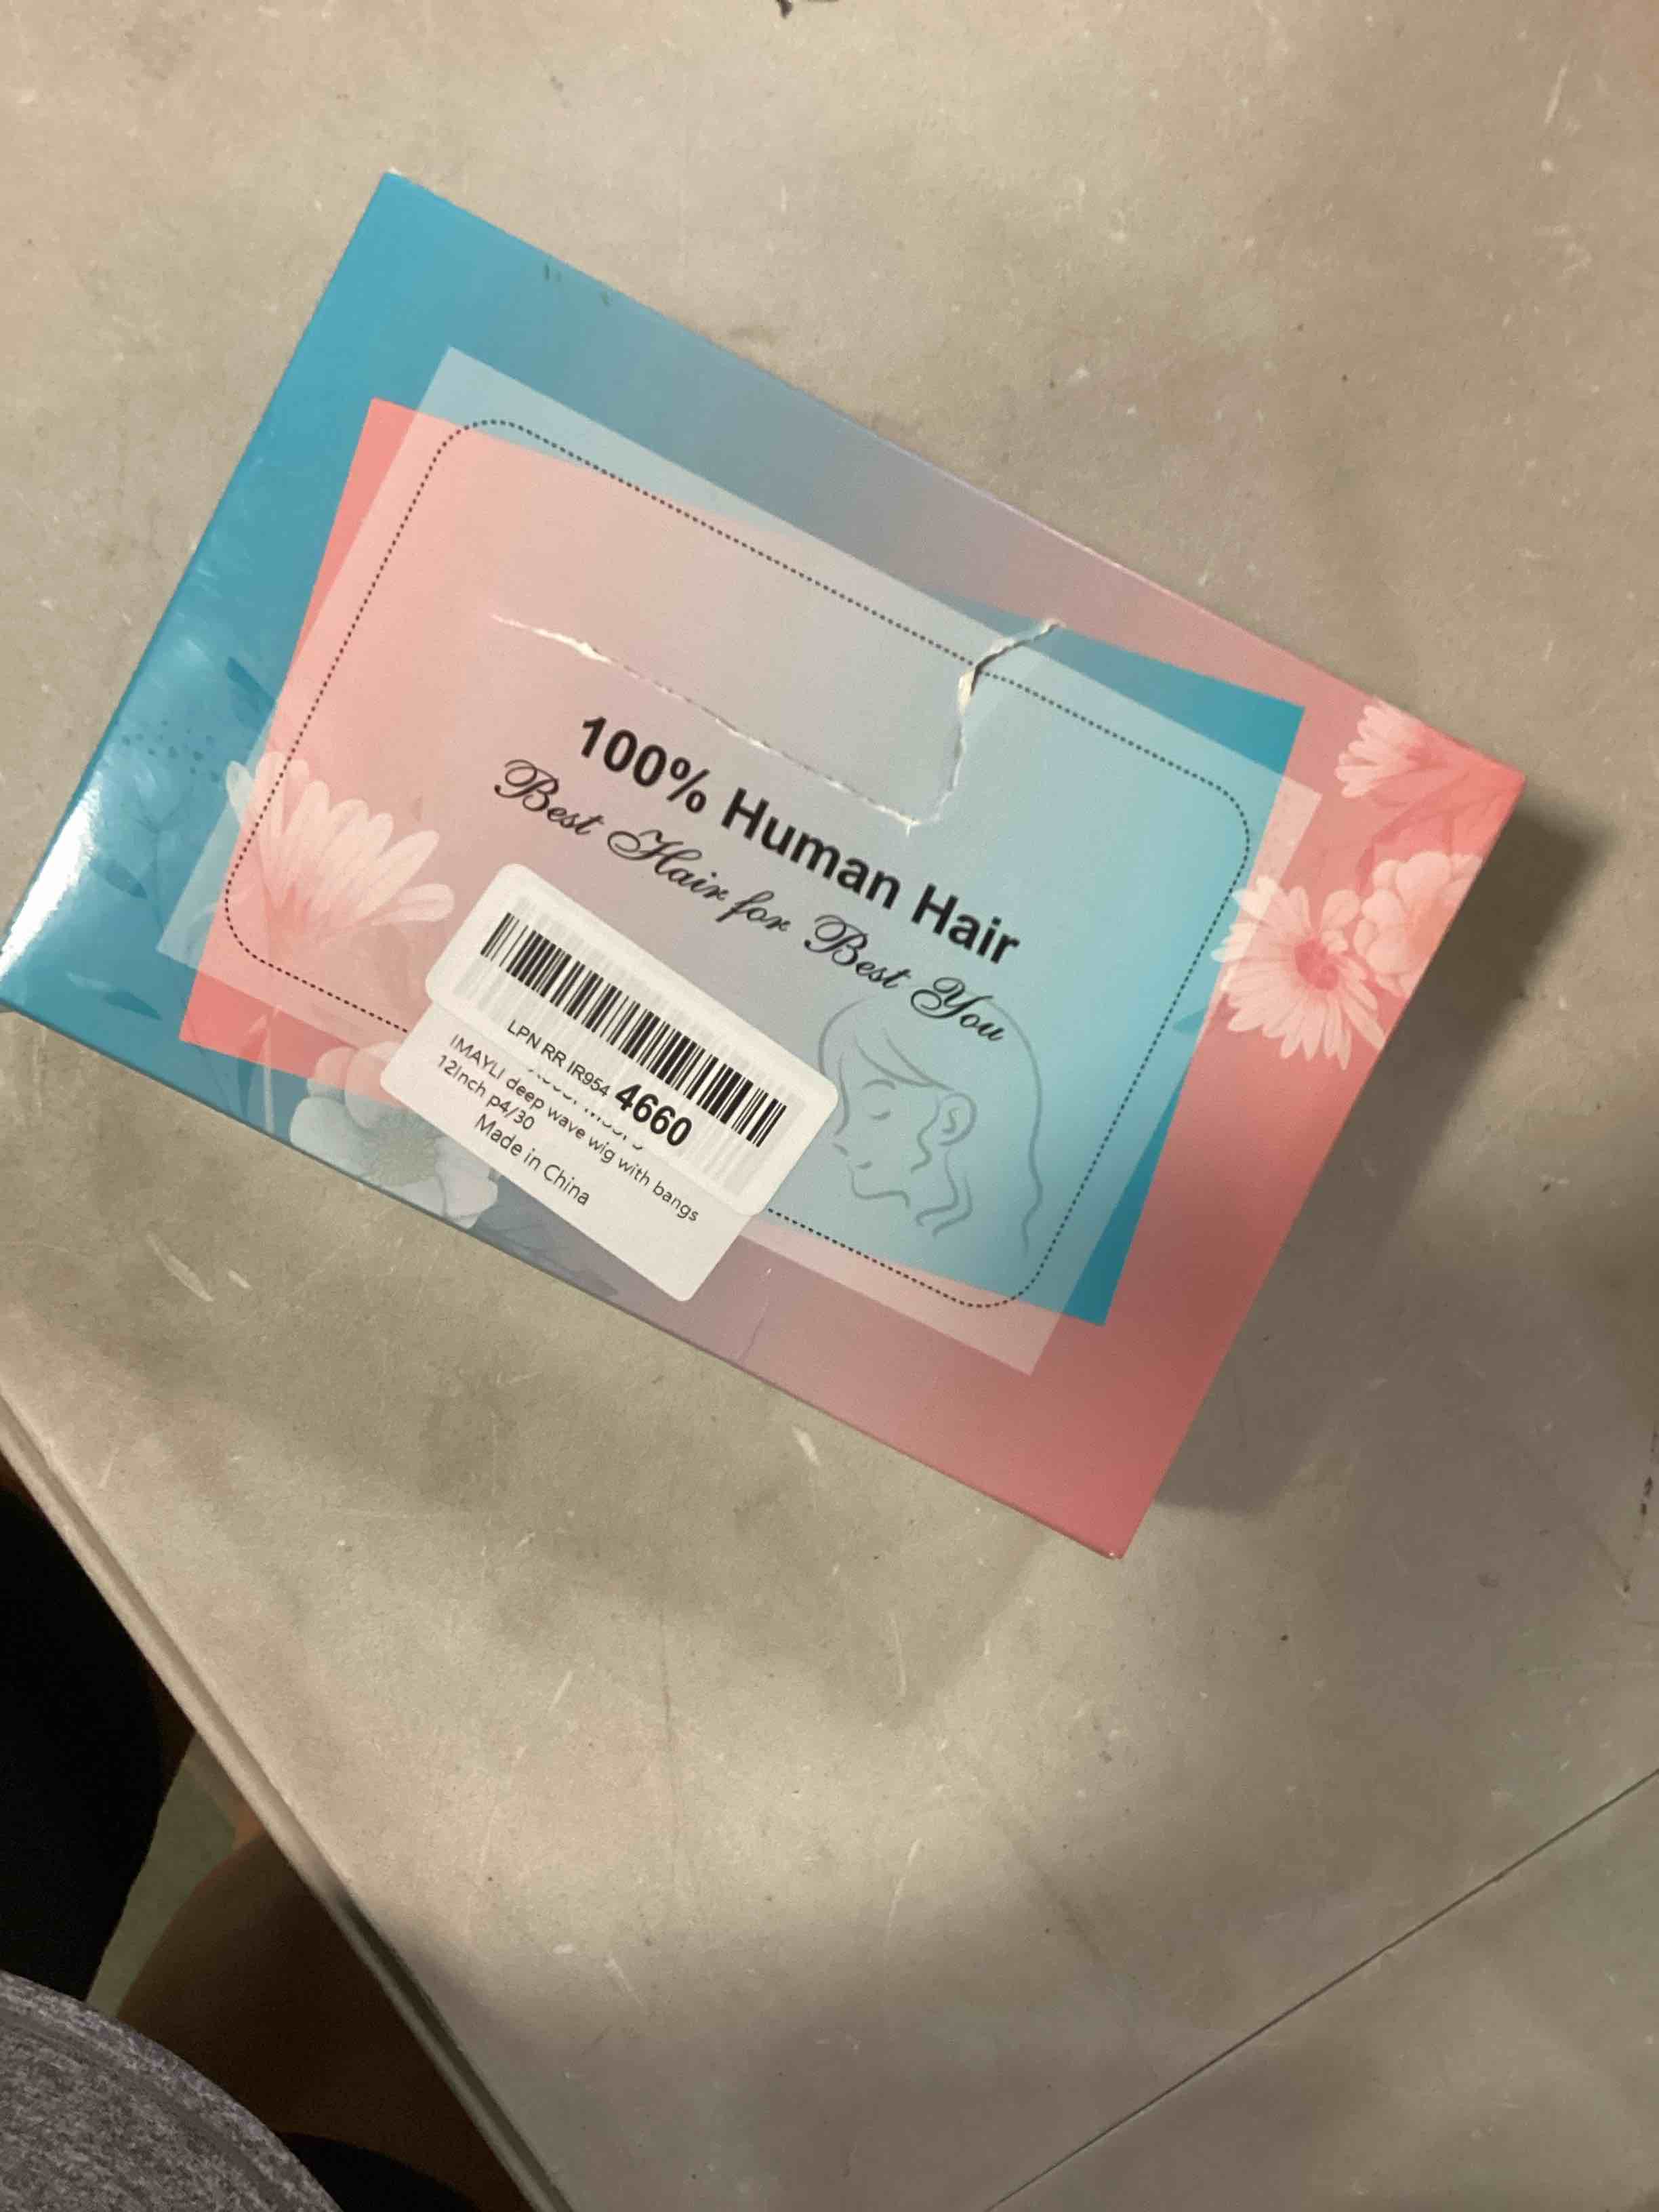 100% Human Hair
Best Hair for Best You
LPN RR IR954 4660
IMAYLI deep wave wig with bangs
12Inch p4/30
Made in China